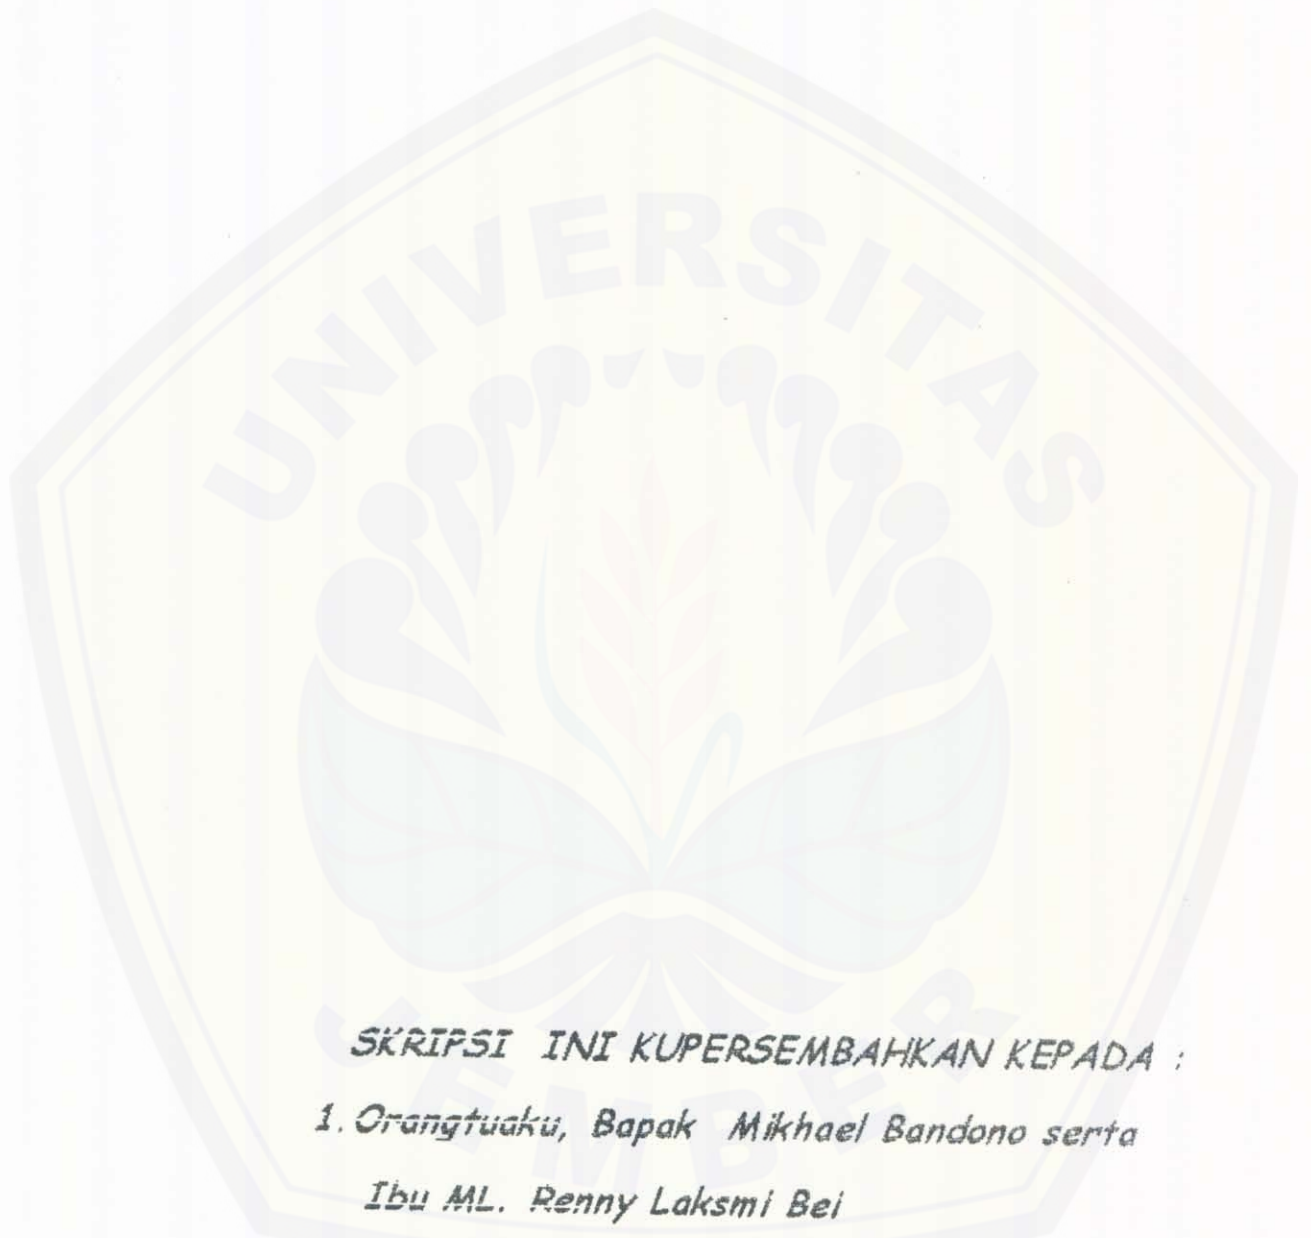 UNIVERSITAS
JEMBER
SKRIPSI INI KUPERSEMBAHKAN KEPADA :
1. Orangtuaku, Bapak Mikhael Bandono serta
Ibu ML. Renny Laksmi Bei